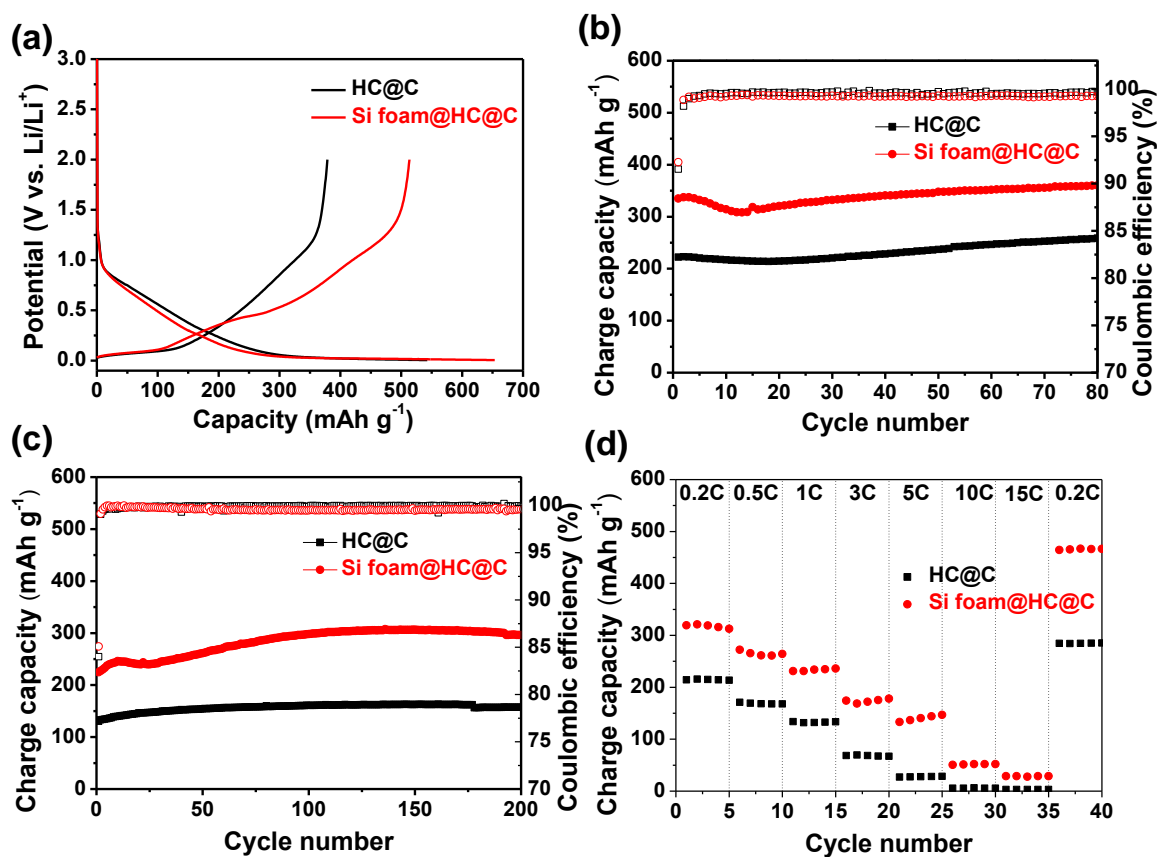 (a)
3.0
2.5
2.0
1.5
1.0
0.5
0.0
Potential (V vs. Li/Li⁺)
HC@C
Si foam@HC@C
0 100 200 300 400 500 600 700
Capacity (mAh g⁻¹)
(b)
600
500
400
300
200
100
0
Charge capacity (mAh g⁻¹)
HC@C
Si foam@HC@C
100
95
90
85
80
75
70
Coulombic efficiency (%)
0 10 20 30 40 50 60 70 80
Cycle number
(c)
600
500
400
300
200
100
0
Charge capacity (mAh g⁻¹)
HC@C
Si foam@HC@C
100
95
90
85
80
75
70
Coulombic efficiency (%)
0 50 100 150 200
Cycle number
(d)
600
500
400
300
200
100
0
Charge capacity (mAh g⁻¹)
0.2C 0.5C 1C 3C 5C 10C 15C 0.2C
HC@C
Si foam@HC@C
0 5 10 15 20 25 30 35 40
Cycle number